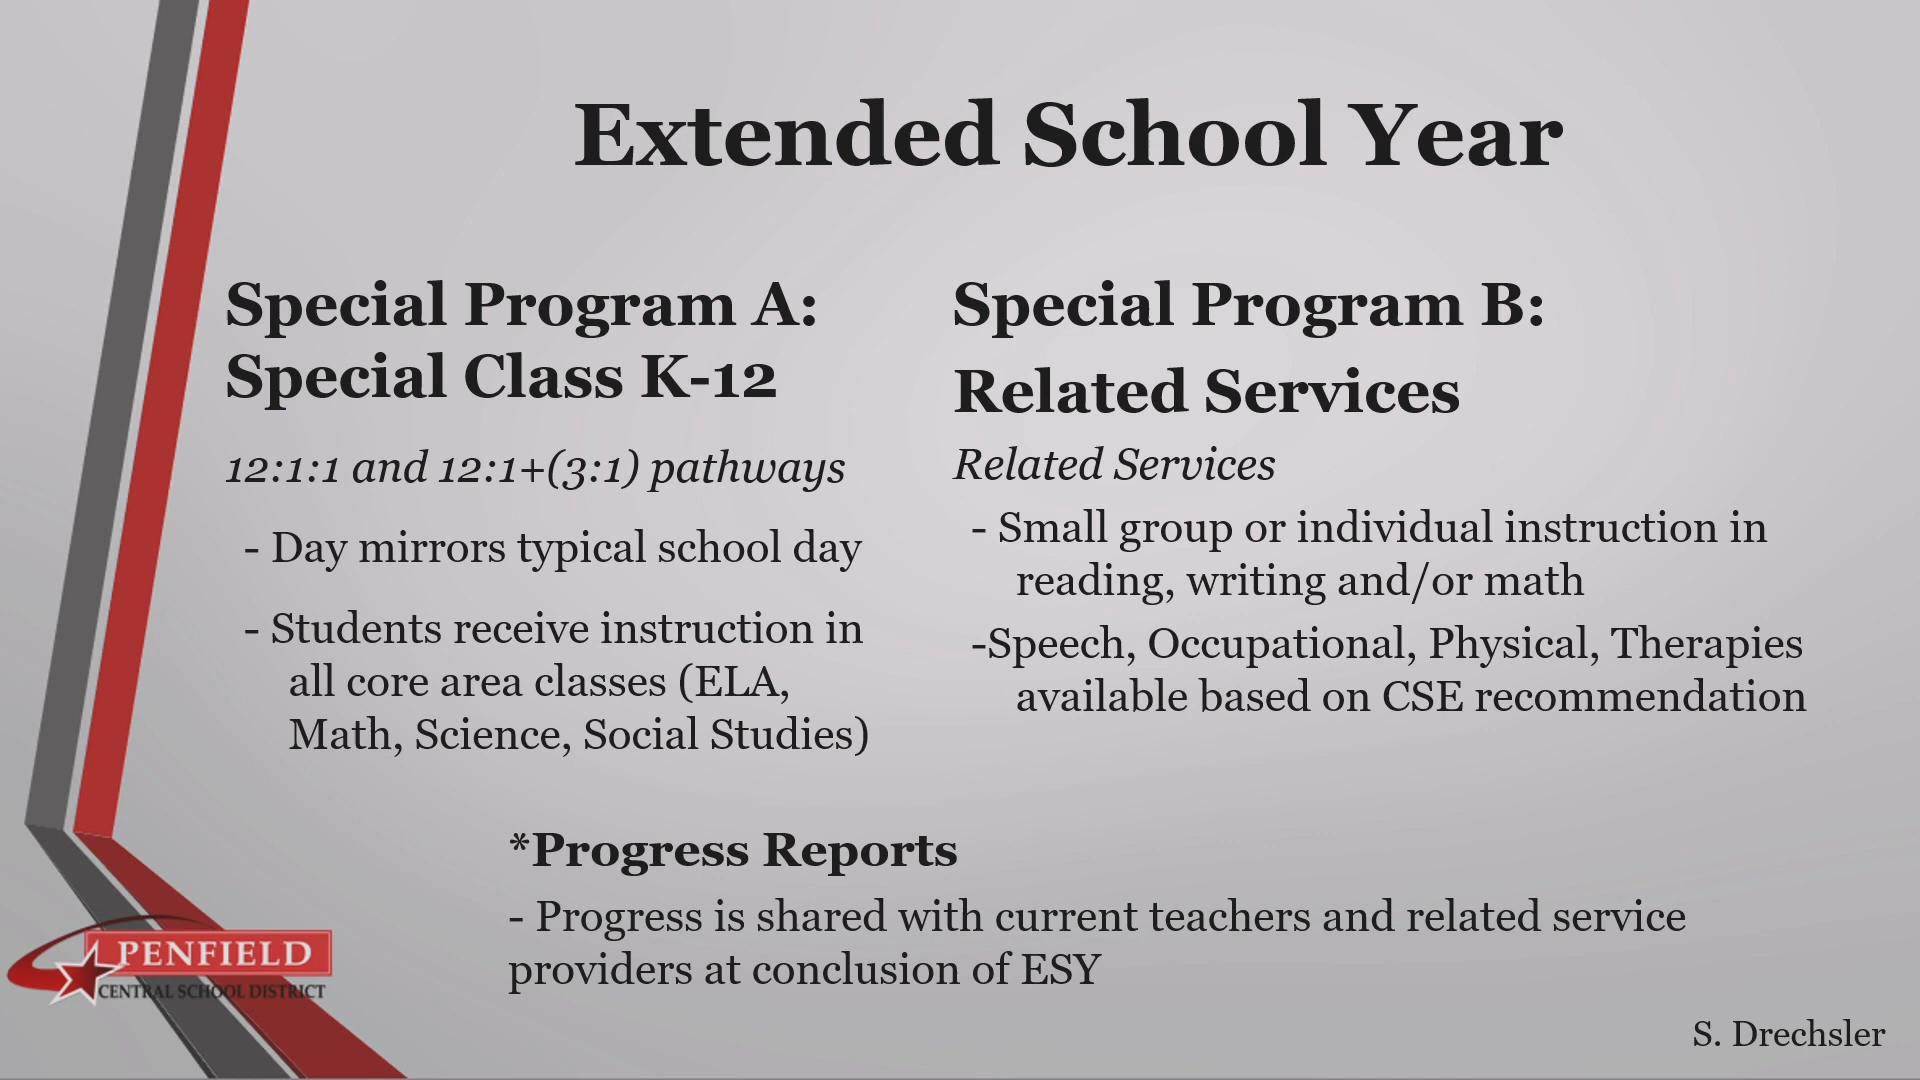 Extended School Year
Special Program A:
Special Class K-12
12:1:1 and 12:1+(3:1) pathways
- Day mirrors typical school day
- Students receive instruction in
all core area classes (ELA,
Math, Science, Social Studies)
Special Program B:
Related Services
Related Services
- Small group or individual instruction in
reading, writing and/or math
-Speech, Occupational, Physical, Therapies
available based on CSE recommendation
*Progress Reports
- Progress is shared with current teachers and related service
providers at conclusion of ESY
PENFIELD
CENTRAL SCHOOL DISTRICT
S. Drechsler